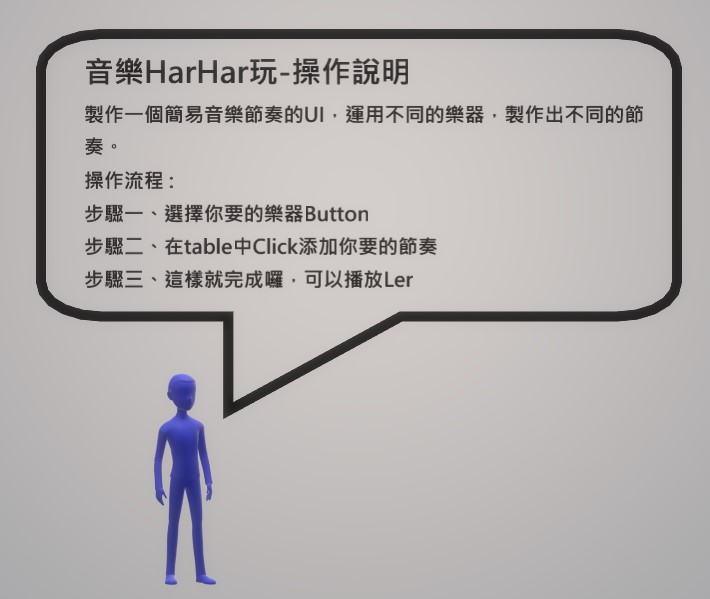 音樂HarHar玩-操作說明
製作一個簡易音樂節奏的UI，運用不同的樂器，製作出不同的節
奏。
操作流程：
步驟一、選擇你要的樂器Button
步驟二、在table中Click添加你要的節奏
步驟三、這樣就完成囉，可以播放Ler